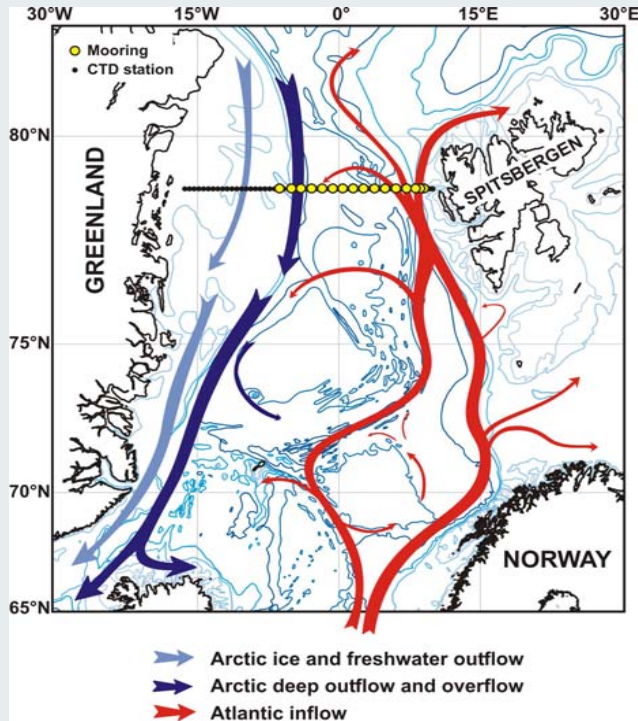 30°W 15°W 0° 15°E 30°E
Mooring
CTD station
80°N
GREENLAND
SPITSBERGEN
75°N
70°N
NORWAY
65°N
Arctic ice and freshwater outflow
Arctic deep outflow and overflow
Atlantic inflow